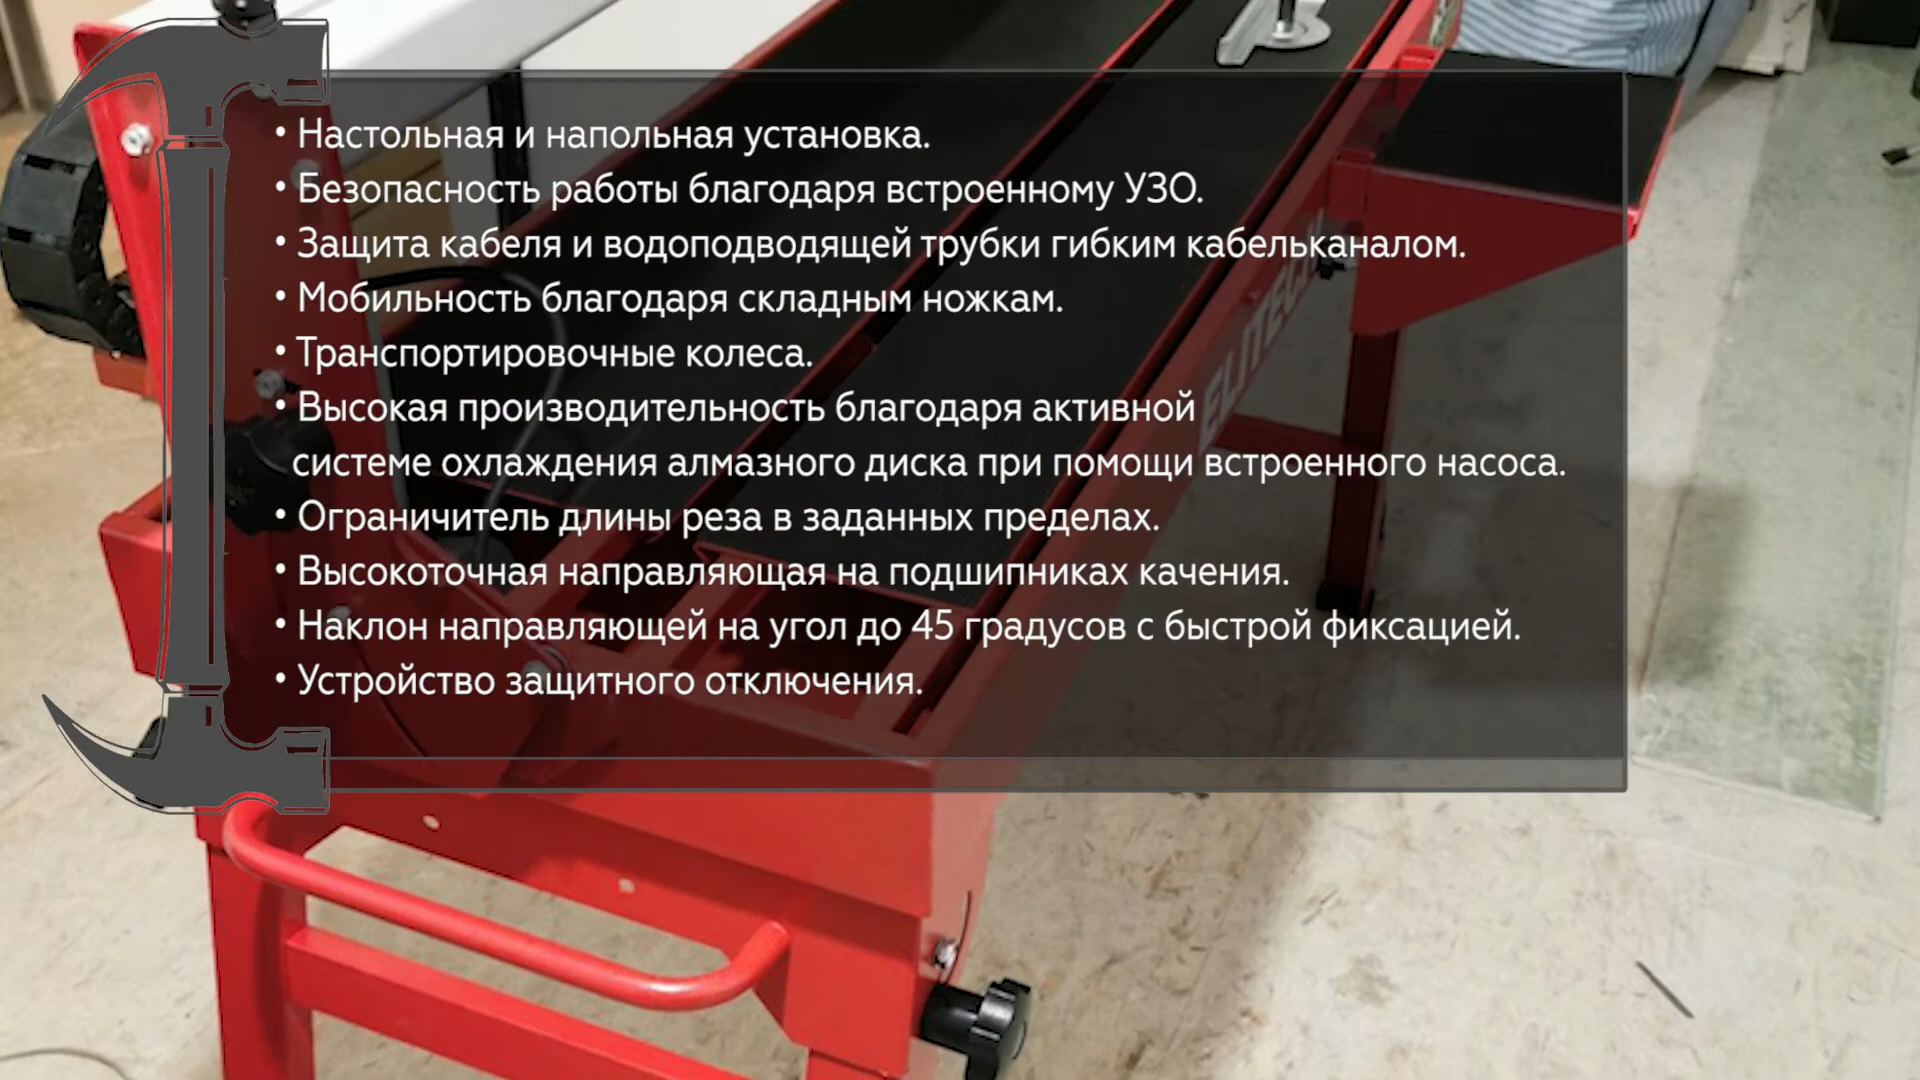 • Настольная и напольная установка.
• Безопасность работы благодаря встроенному УЗО.
• Защита кабеля и водоподводящей трубки гибким кабельканалом.
• Мобильность благодаря складным ножкам.
• Транспортировочные колеса.
• Высокая производительность благодаря активной
системе охлаждения алмазного диска при помощи встроенного насоса.
• Ограничитель длины реза в заданных пределах.
• Высокоточная направляющая на подшипниках качения.
• Наклон направляющей на угол до 45 градусов с быстрой фиксацией.
• Устройство защитного отключения.
ELITECH